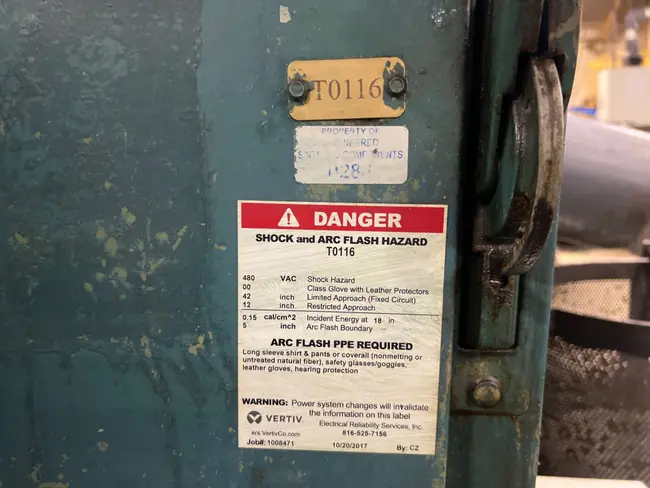 T0116
PROPERTY OF
DANGER
SHOCK and ARC FLASH HAZARD
T0116
480 VAC Shock Hazard
00 Class Glove with Leather Protectors
42 inch Limited Approach (Fixed Circuit)
12 inch Restricted Approach
0.15 cal/cm^2 Incident Energy at 18 in
5 inch Arc Flash Boundary
ARC FLASH PPE REQUIRED
Long sleeve shirt & pants or coverall (nonmelting or
untreated natural fiber), safety glasses/goggles,
leather gloves, hearing protection
WARNING: Power system changes will invalidate
the information on this label
VERTIV Electrical Reliability Services, Inc.
ers.VertivCo.com 816-525-7156
Job#: 1008471 10/20/2017 By: CZ